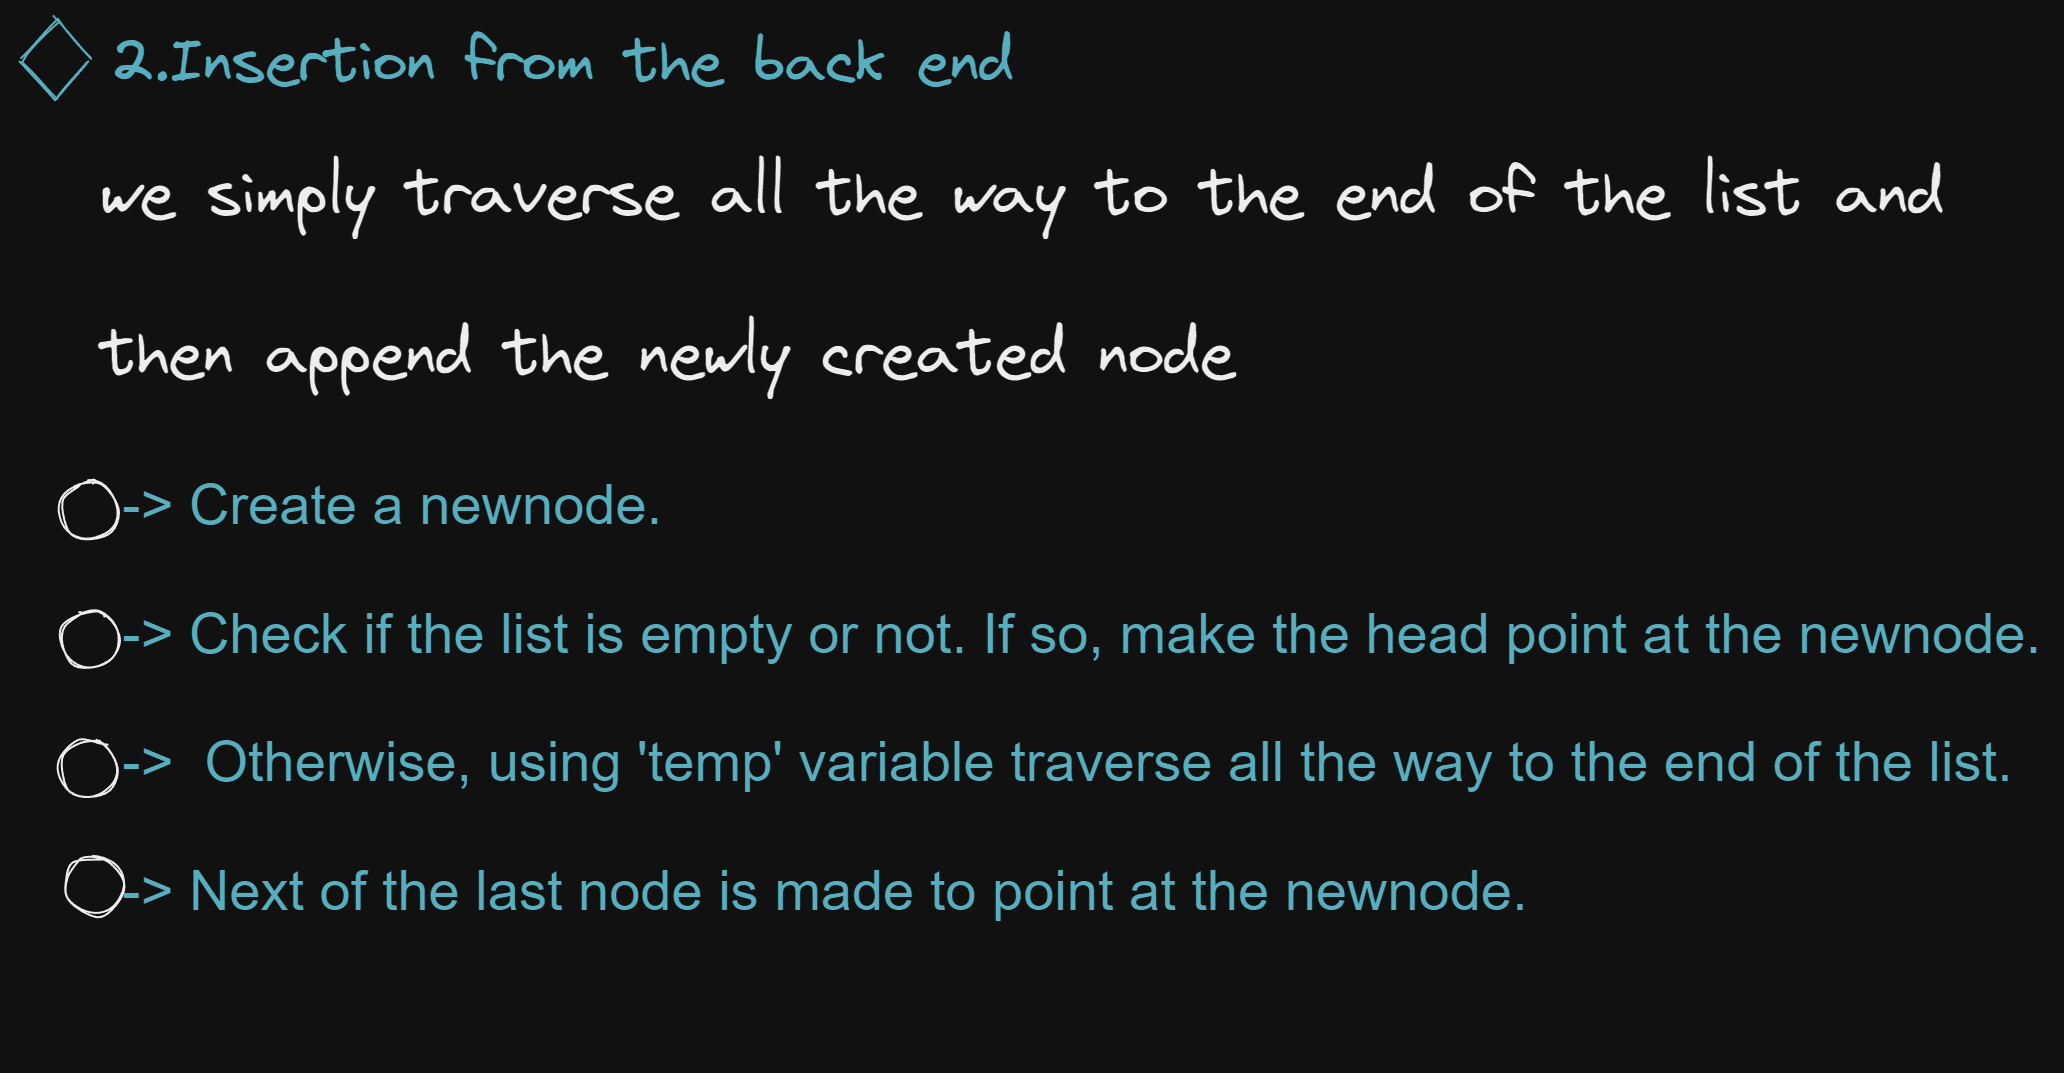 2.Insertion from the back end
we simply traverse all the way to the end of the list and
then append the newly created node
-> Create a newnode.
-> Check if the list is empty or not. If so, make the head point at the newnode.
-> Otherwise, using 'temp' variable traverse all the way to the end of the list.
-> Next of the last node is made to point at the newnode.